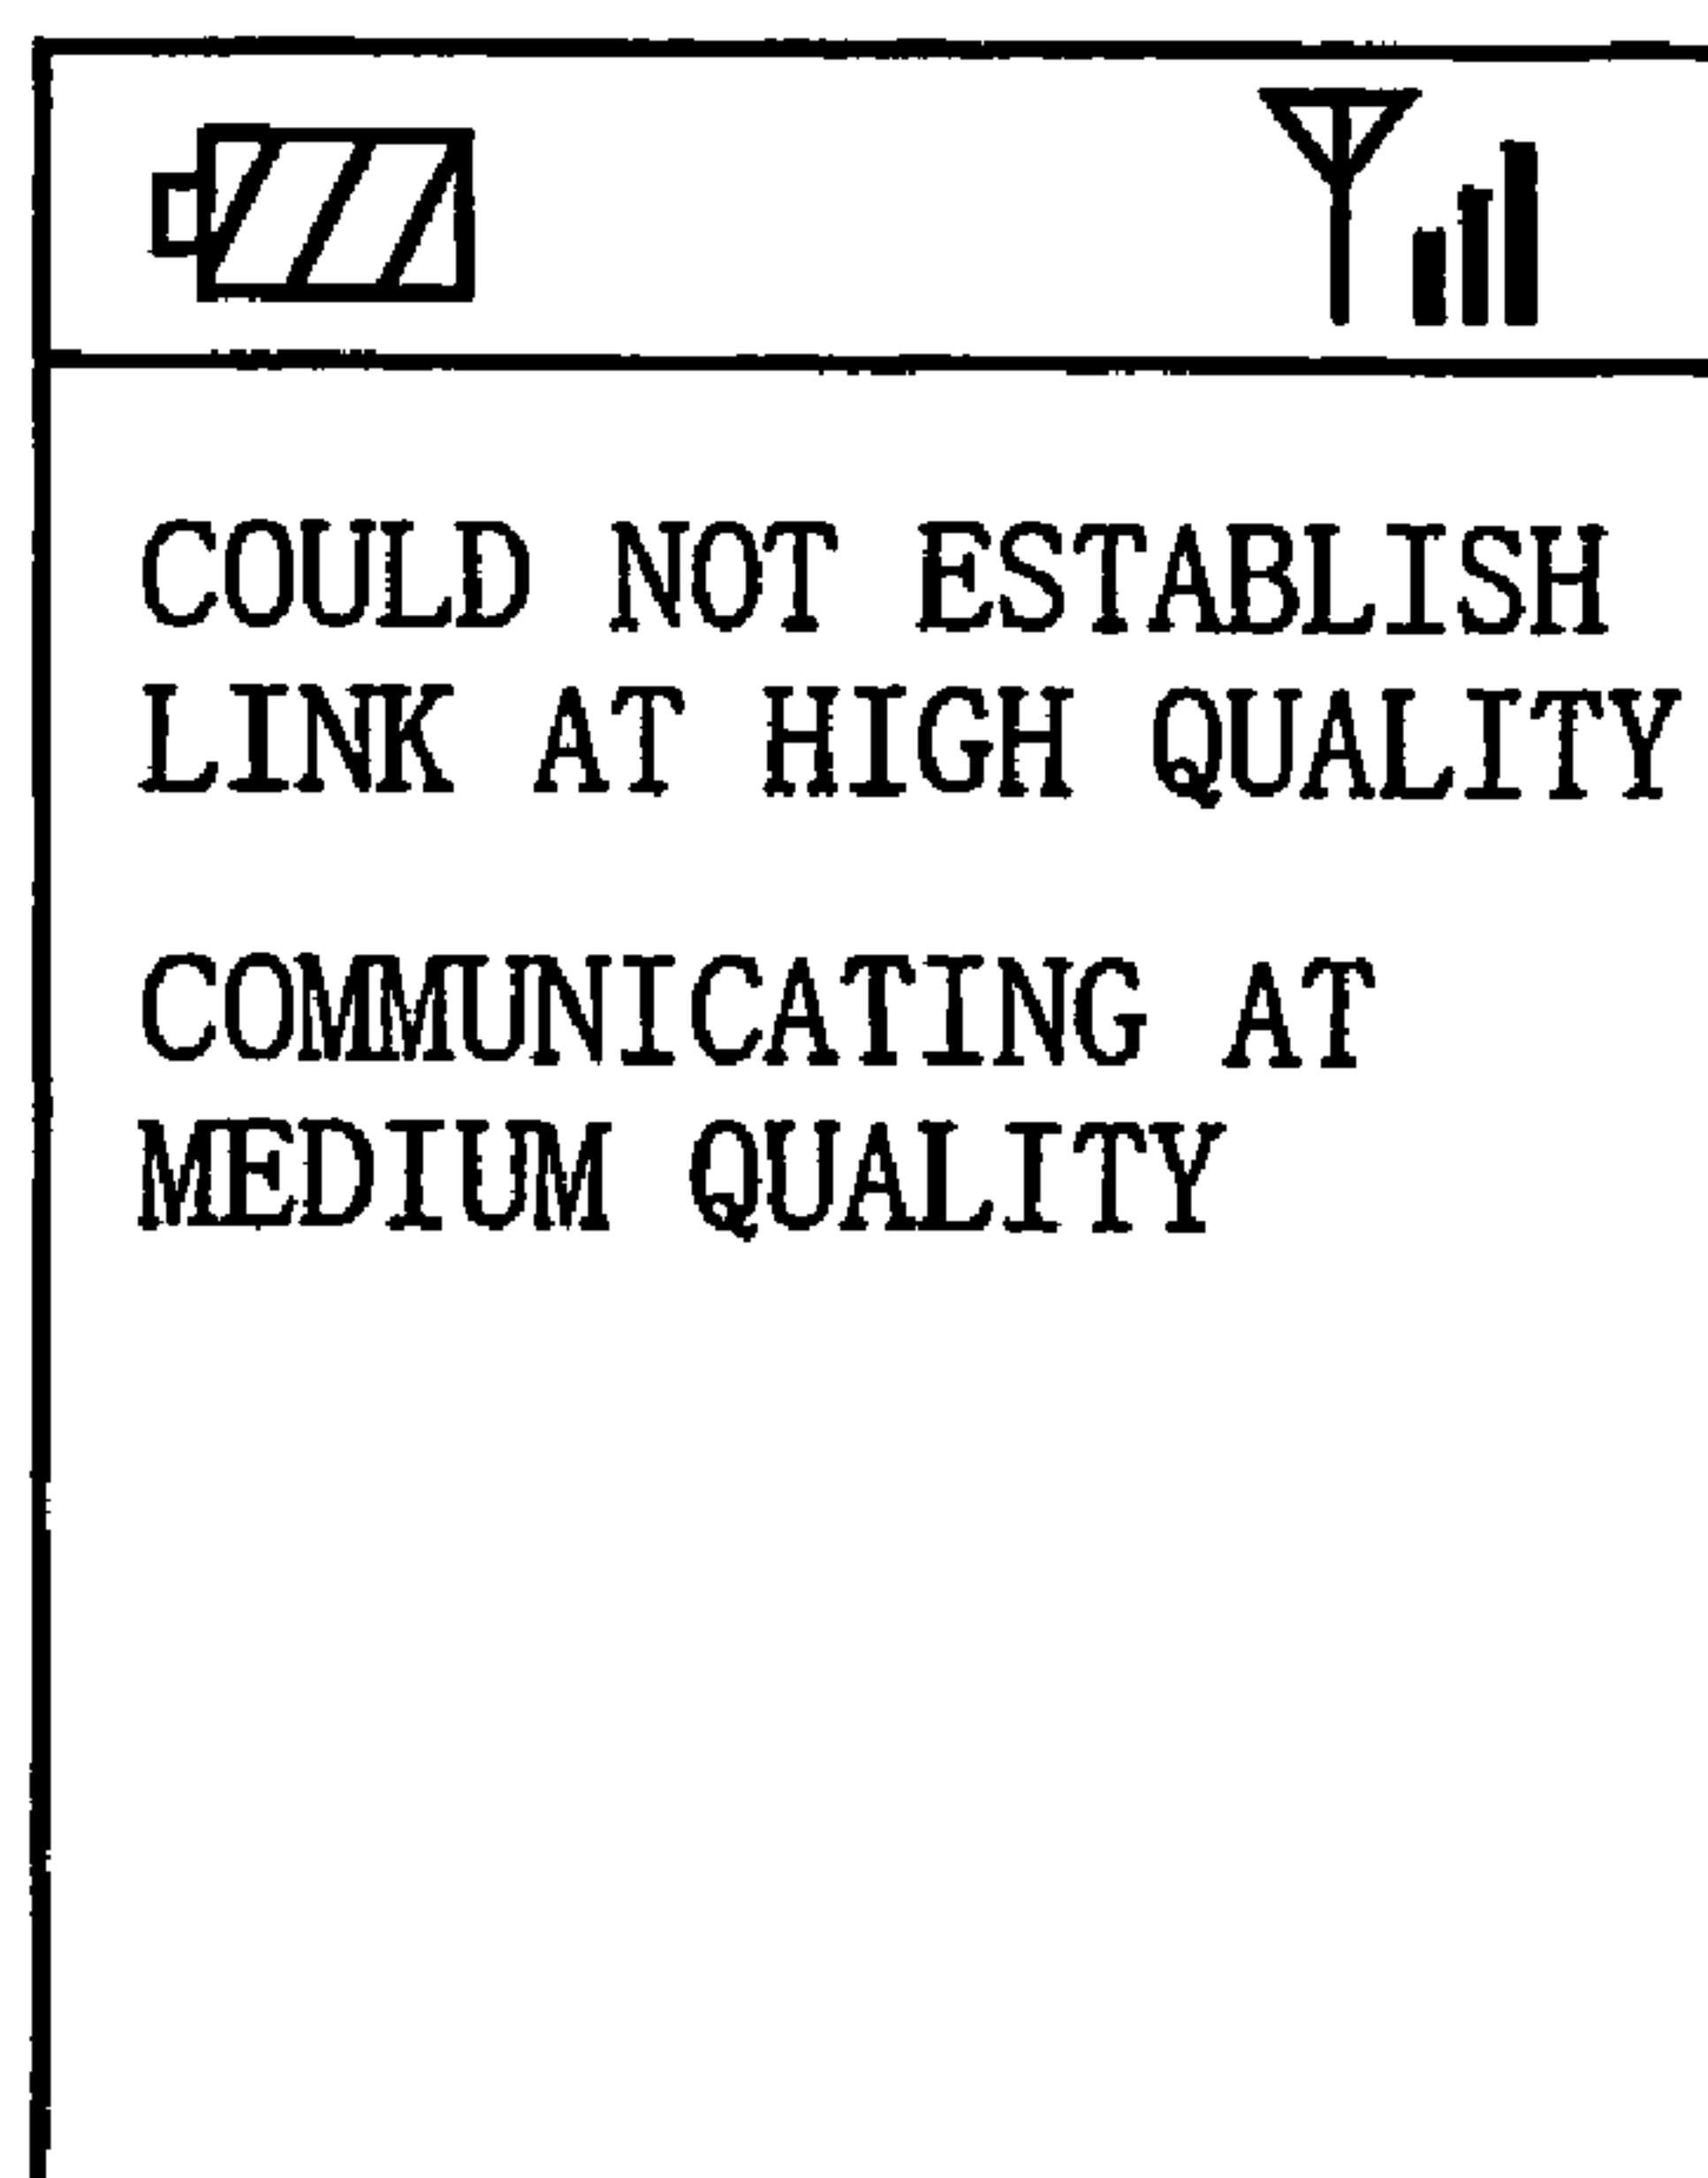 COULD NOT ESTABLISH
LINK AT HIGH QUALITY
COMMUNICATING AT
MEDIUM QUALITY